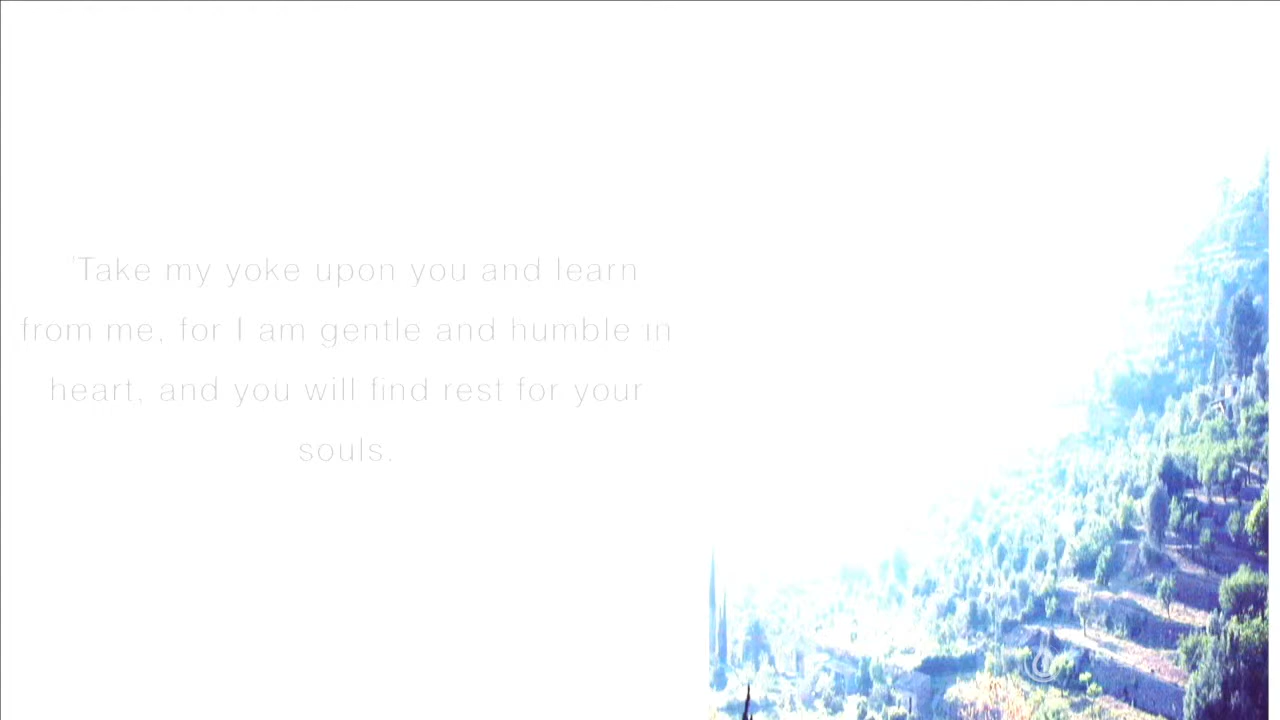 'Take my yoke upon you and learn
from me, for I am gentle and humble in
heart, and you will find rest for your
souls.